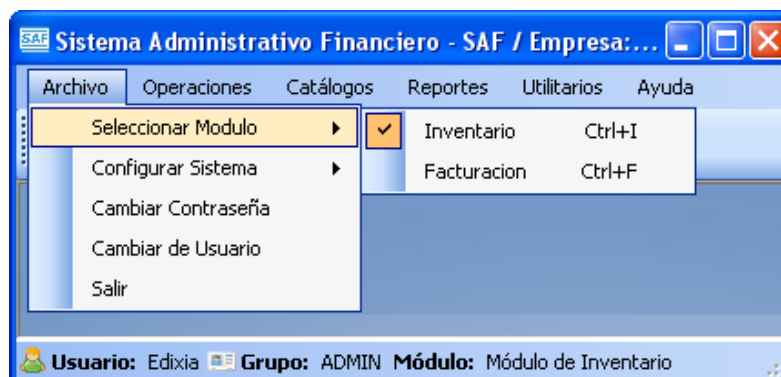 SAF Sistema Administrativo Financiero - SAF / Empresa:...
Archivo Operaciones Catálogos Reportes Utilitarios Ayuda
Seleccionar Modulo Inventario Ctrl+I
Configurar Sistema Facturacion Ctrl+F
Cambiar Contraseña
Cambiar de Usuario
Salir
Usuario: Edixia Grupo: ADMIN Módulo: Módulo de Inventario